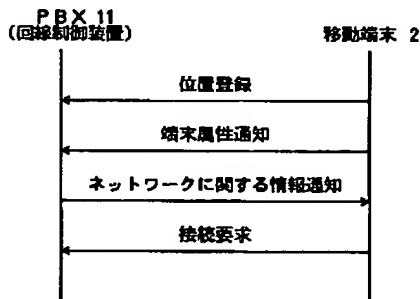 PBX 11
(回線制御装置)
移動端末 2
位置登録
端末属性通知
ネットワークに関する情報通知
接続要求